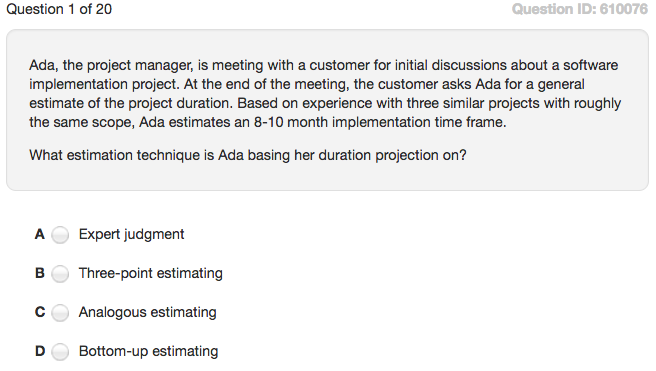 Question 1 of 20
Question ID: 610076
Ada, the project manager, is meeting with a customer for initial discussions about a software
implementation project. At the end of the meeting, the customer asks Ada for a general
estimate of the project duration. Based on experience with three similar projects with roughly
the same scope, Ada estimates an 8-10 month implementation time frame.
What estimation technique is Ada basing her duration projection on?
A Expert judgment
B Three-point estimating
C Analogous estimating
D Bottom-up estimating